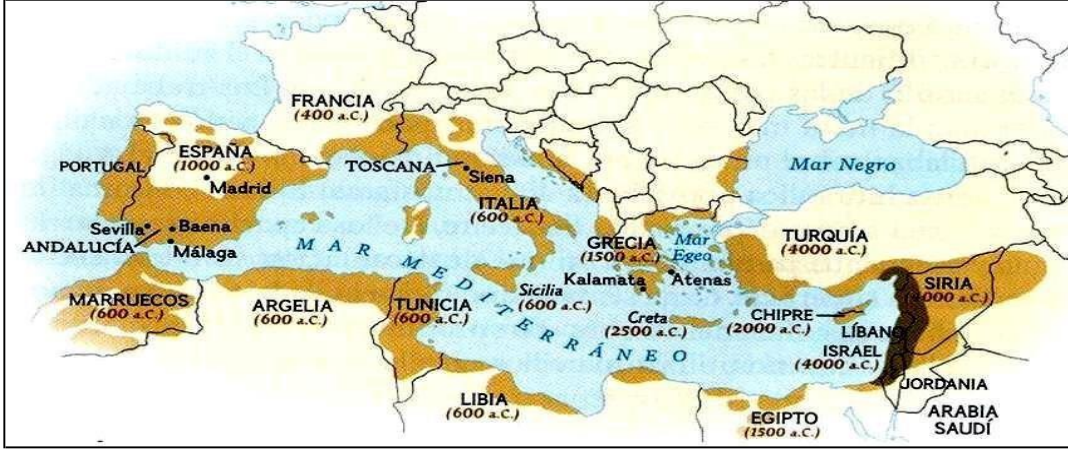 FRANCIA
(400 a.C.)
PORTUGAL
ESPAÑA
(1000 a.C.)
Madrid
TOSCANA
Siena
ITALIA
(600 a.C.)
Mar Negro
Sevilla
Baena
ANDALUCÍA
Málaga
MAR MEDITERRÁNEO
GRECIA
(1500 a.C.)
Mar
Egeo
TURQUÍA
(4000 a.C.)
Kalamata
Atenas
MARRUECOS
(600 a.C.)
ARGELIA
(600 a.C.)
TUNICIA
(600 a.C.)
Sicilia
(600 a.C.)
Creta
(2500 a.C.)
CHIPRE
(2000 a.C.)
SIRIA
(4000 a.C.)
LÍBANO
ISRAEL
(4000 a.C.)
JORDANIA
LIBIA
(600 a.C.)
EGIPTO
(1500 a.C.)
ARABIA
SAUDÍ